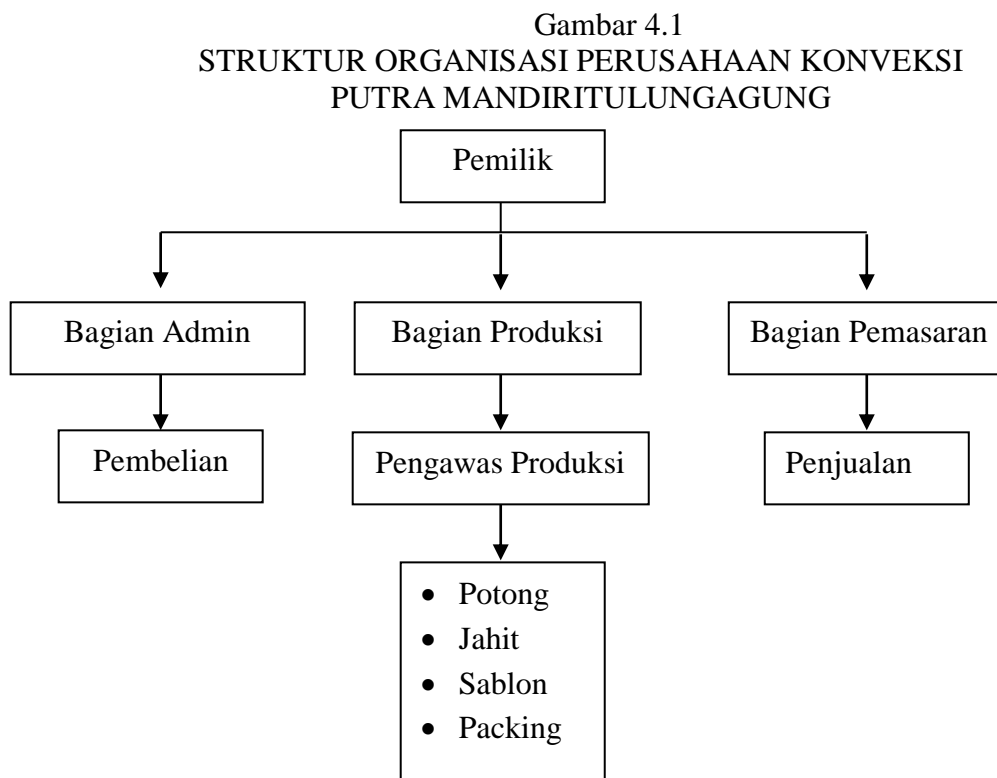 Gambar 4.1
STRUKTUR ORGANISASI PERUSAHAAN KONVEKSI
PUTRA MANDIRITULUNGAGUNG
Pemilik
Bagian Admin
Bagian Produksi
Bagian Pemasaran
Pembelian
Pengawas Produksi
Penjualan
• Potong
• Jahit
• Sablon
• Packing